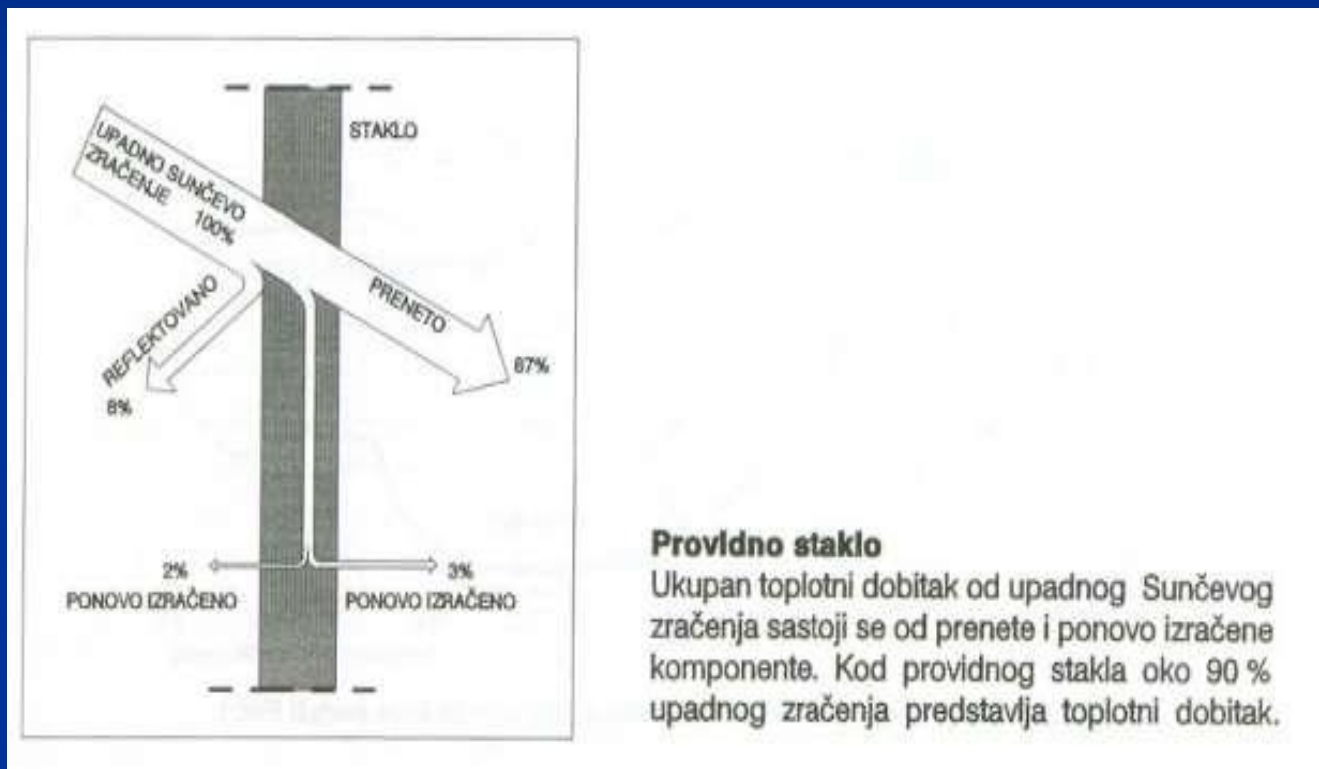 STAKLO
UPADNO SUNČEVO
ZRAČENJE 100%
PRENETO
87%
REFLEKTOVANO
8%
2%
3%
PONOVO IZRAČENO
PONOVO IZRAČENO
Providno staklo
Ukupan toplotni dobitak od upadnog Sunčevog
zračenja sastoji se od prenete i ponovo izračene
komponente. Kod providnog stakla oko 90 %
upadnog zračenja predstavlja toplotni dobitak.